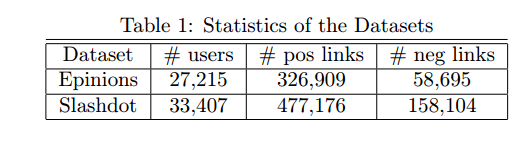 Table 1: Statistics of the Datasets
Dataset # users # pos links # neg links
Epinions 27,215 326,909 58,695
Slashdot 33,407 477,176 158,104